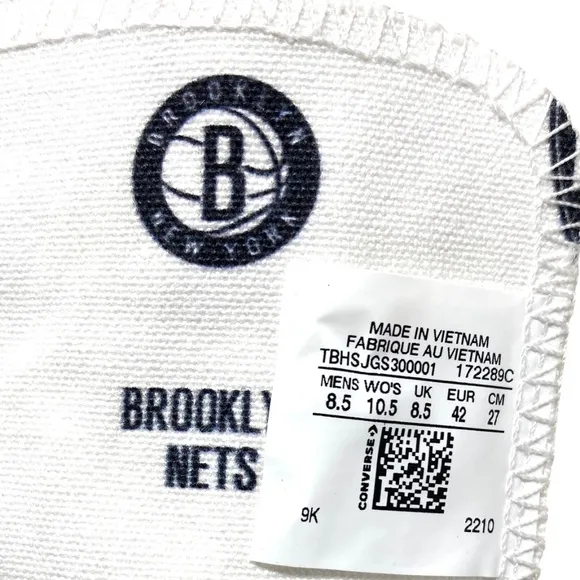 BROOKLYN
B
NEW YORK
BROOKLY
NETS
MADE IN VIETNAM
FABRIQUE AU VIETNAM
TBHSJGS300001 172289C
MENS WO'S UK EUR CM
8.5 10.5 8.5 42 27
CONVERSE
9K 2210